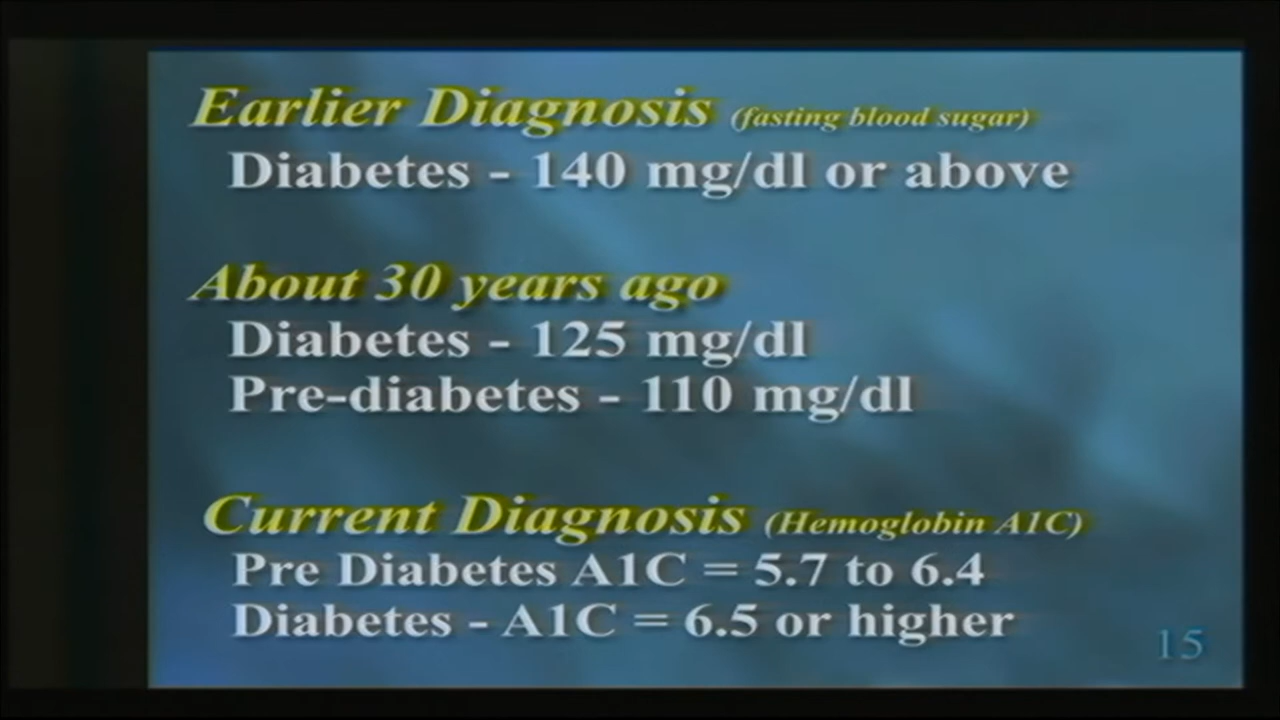 Earlier Diagnosis (fasting blood sugar)
Diabetes - 140 mg/dl or above
About 30 years ago
Diabetes - 125 mg/dl
Pre-diabetes - 110 mg/dl
Current Diagnosis (Hemoglobin A1C)
Pre Diabetes A1C = 5.7 to 6.4
Diabetes - A1C = 6.5 or higher
15